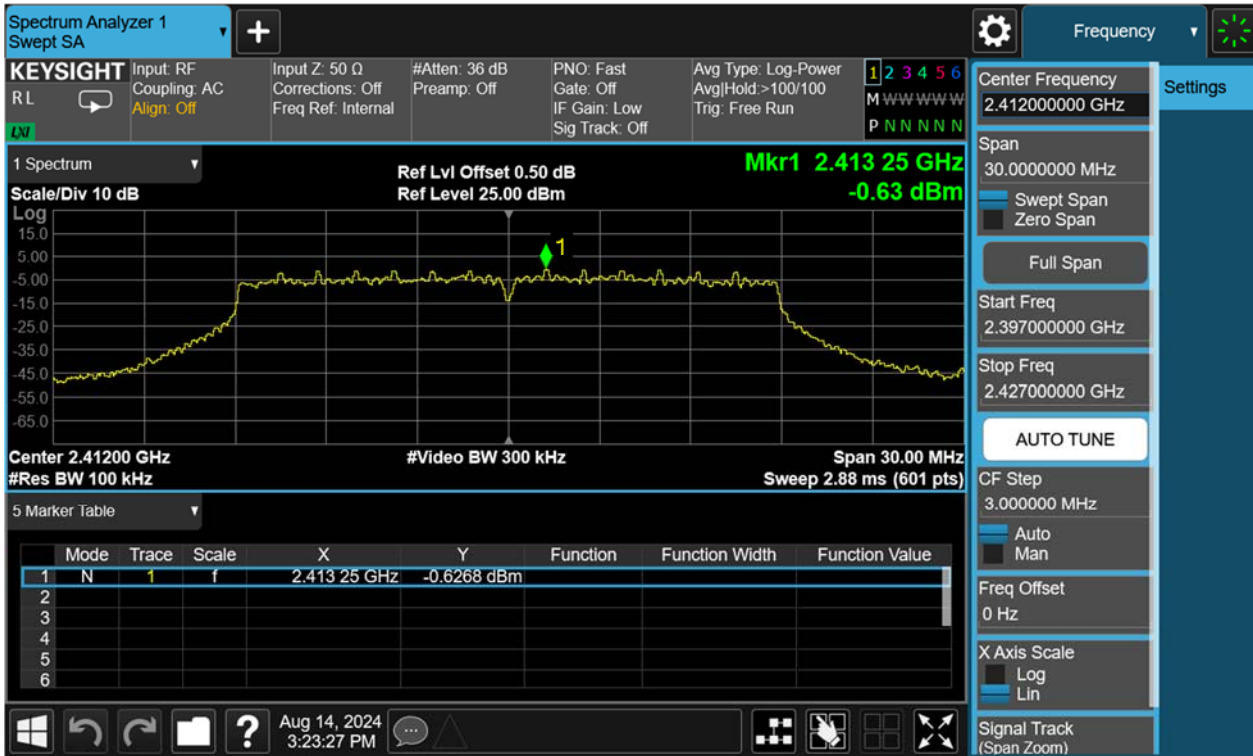 Spectrum Analyzer 1
Swept SA
+
Frequency
KEYSIGHT
R L
LXI
Input: RF
Coupling: AC
Align: Off
Input Z: 50 Ω
Corrections: Off
Freq Ref: Internal
#Atten: 36 dB
Preamp: Off
PNO: Fast
Gate: Off
IF Gain: Low
Sig Track: Off
Avg Type: Log-Power
Avg|Hold:>100/100
Trig: Free Run
1 2 3 4 5 6
M W W W W W
P N N N N N
1 Spectrum
Scale/Div 10 dB
Ref Lvl Offset 0.50 dB
Ref Level 25.00 dBm
Mkr1 2.413 25 GHz
-0.63 dBm
Log
15.0
5.00
-5.00
-15.0
-25.0
-35.0
-45.0
-55.0
-65.0
1
Center 2.41200 GHz
#Video BW 300 kHz
Span 30.00 MHz
#Res BW 100 kHz
Sweep 2.88 ms (601 pts)
5 Marker Table
Mode Trace Scale X Y Function Function Width Function Value
1 N 1 f 2.413 25 GHz -0.6268 dBm
2
3
4
5
6
?
Aug 14, 2024
3:23:27 PM
Center Frequency
2.412000000 GHz
Settings
Span
30.0000000 MHz
Swept Span
Zero Span
Full Span
Start Freq
2.397000000 GHz
Stop Freq
2.427000000 GHz
AUTO TUNE
CF Step
3.000000 MHz
Auto
Man
Freq Offset
0 Hz
X Axis Scale
Log
Lin
Signal Track
(Span Zoom)